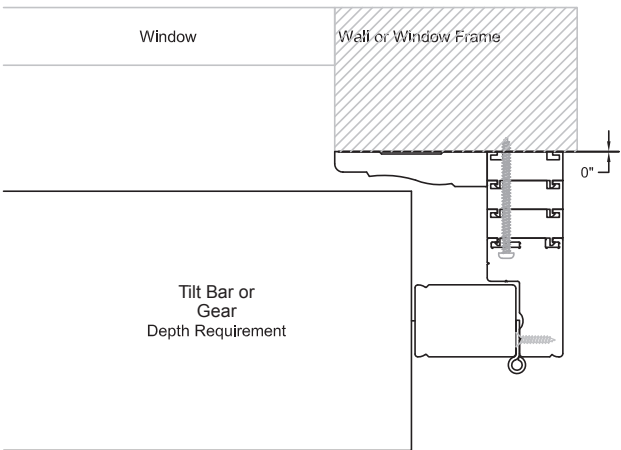 Window
Wall or Window Frame
0"
Tilt Bar or
Gear
Depth Requirement